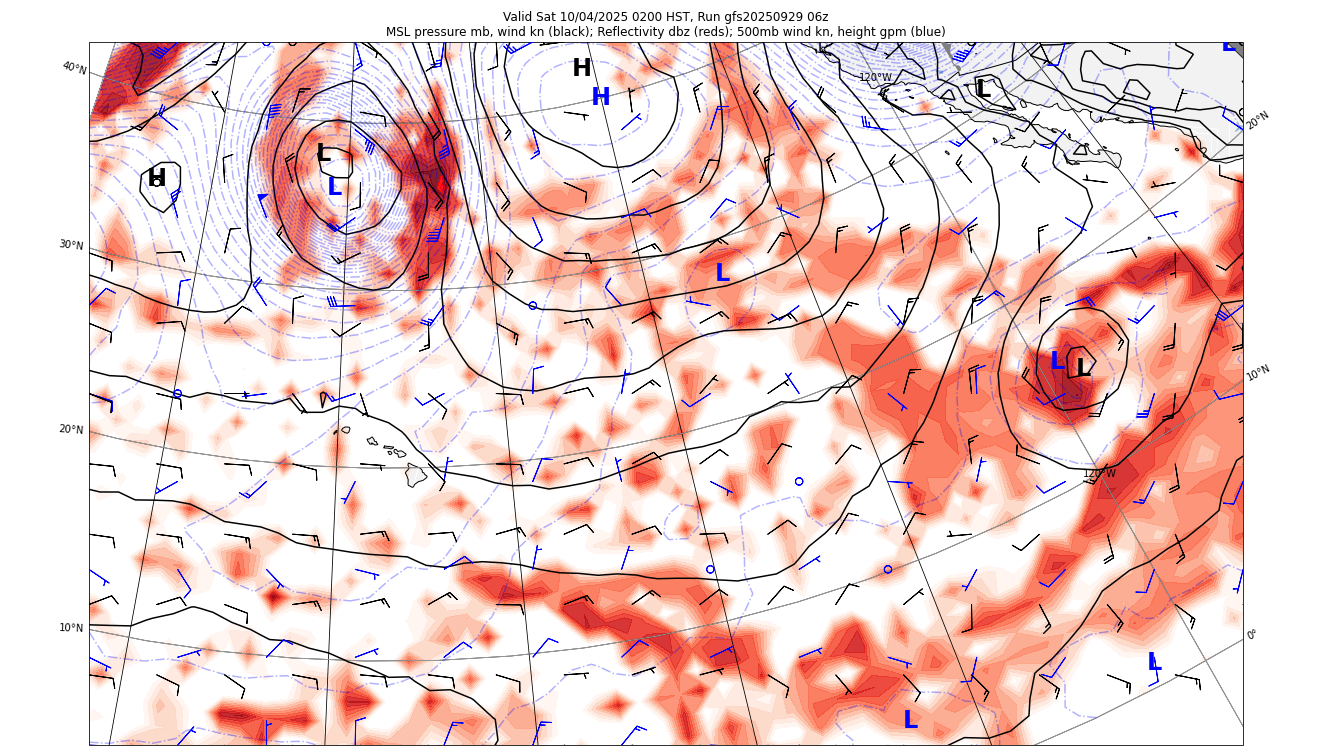 Valid Sat 10/04/2025 0200 HST, Run gfs20250929 06z
MSL pressure mb, wind kn (black); Reflectivity dbz (reds); 500mb wind kn, height gpm (blue)
L
H
40°N
120°W
H
L
20°N
L
H
L
30°N
L
L
L
10°N
20°N
120°W
10°N
0°
L
L